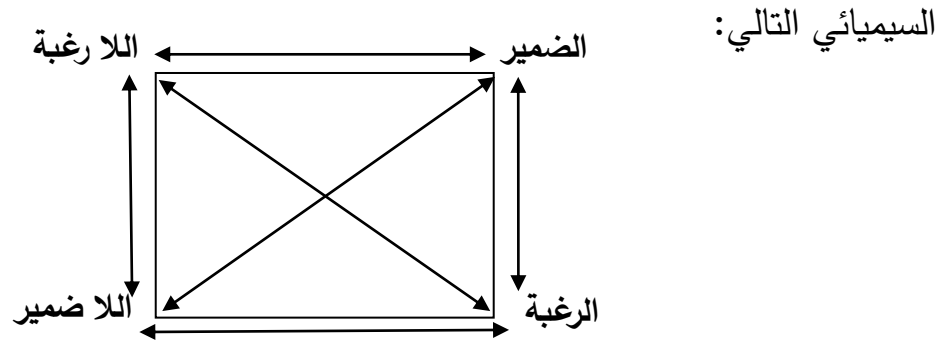 السيميائي التالي:
الضمير
اللا رغبة
الرغبة
اللا ضمير